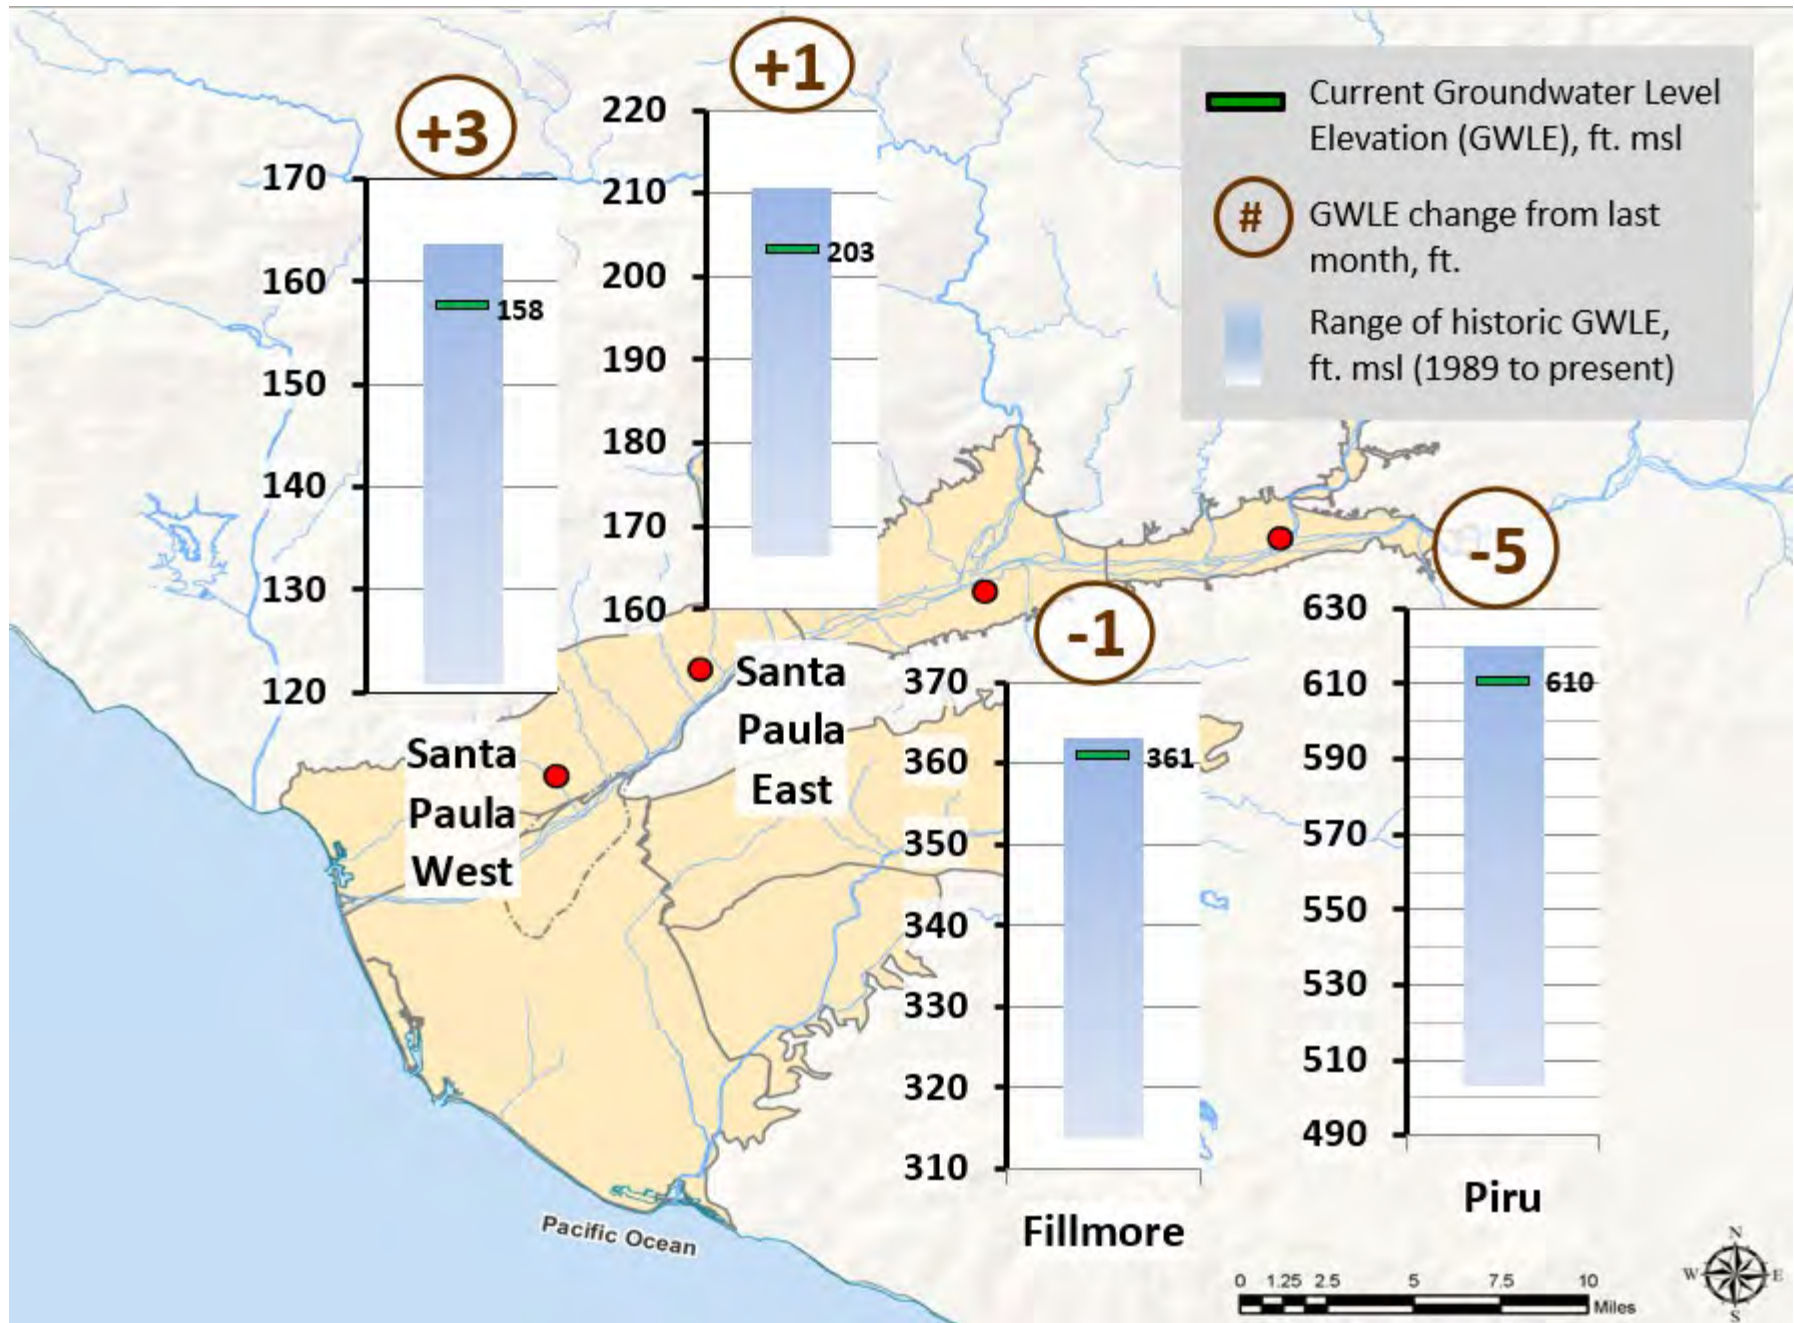 +3
170
160
150
140
130
120
158
Santa
Paula
West
+1
220
210
200
190
180
170
160
203
Santa
Paula
East
Current Groundwater Level
Elevation (GWLE), ft. msl
#
GWLE change from last
month, ft.
Range of historic GWLE,
ft. msl (1989 to present)
-1
370
360
350
340
330
320
310
361
Fillmore
-5
630
610
590
570
550
530
510
490
610
Piru
Pacific Ocean
0 1.25 2.5 5 7.5 10
Miles
N
W E
S